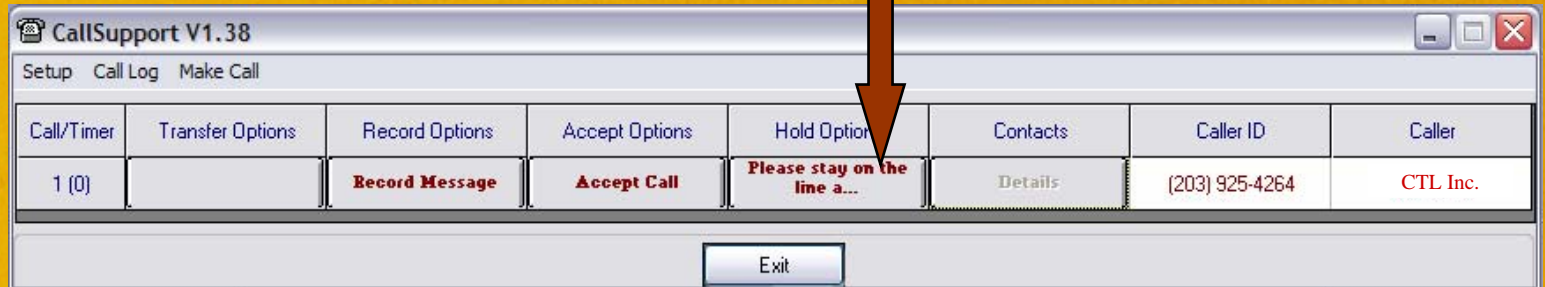 CallSupport V1.38
Setup Call Log Make Call
Call/Timer Transfer Options Record Options Accept Options Hold Option Contacts Caller ID Caller
1 (0) Record Message Accept Call Please stay on the Details (203) 925-4264 CTL Inc.
line a...
Exit